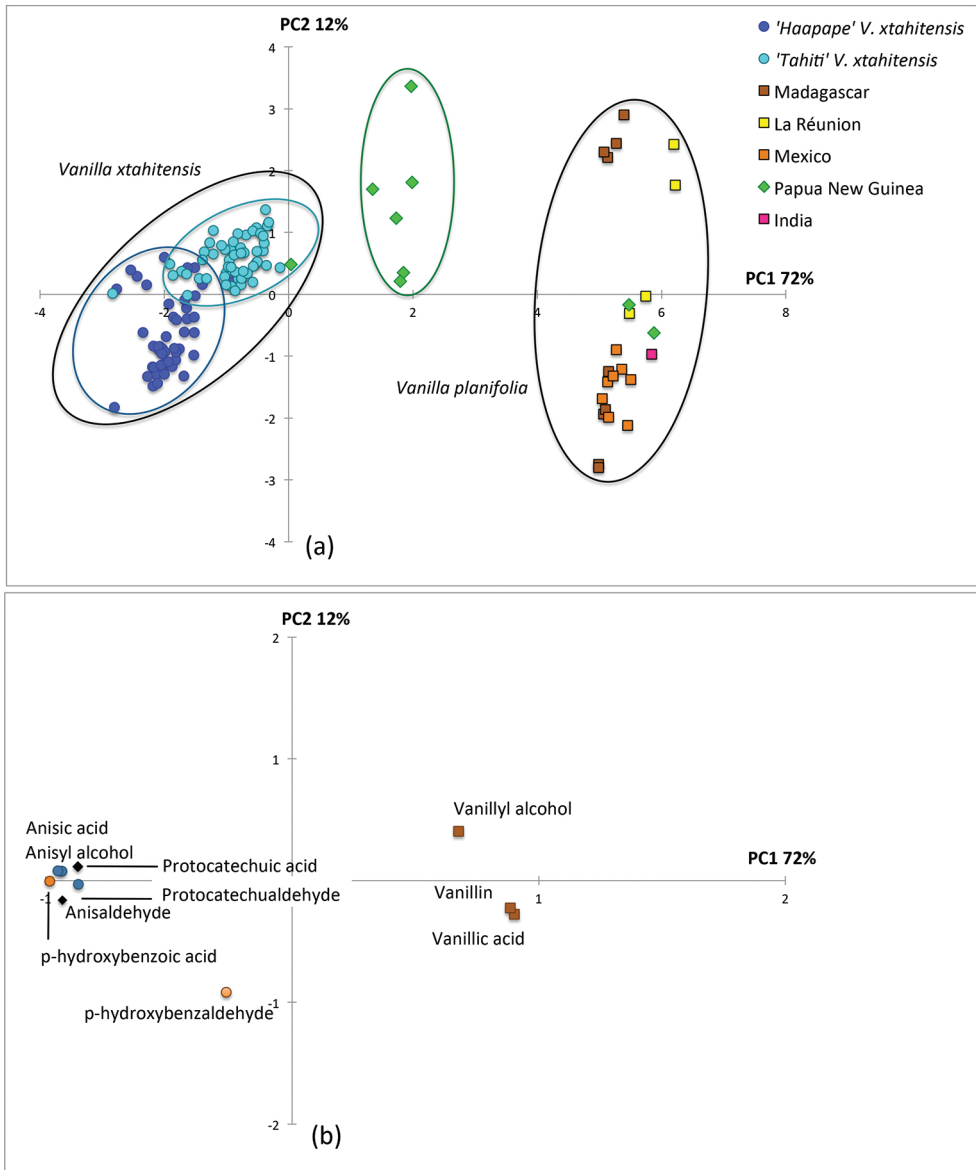 PC2 12%
4
3
2
1
0
-1
-2
-3
-4
-4
-2
0
2
4
6
8
PC1 72%
Vanilla xtahitensis
Vanilla planifolia
'Haapape' V. xtahitensis
'Tahiti' V. xtahitensis
Madagascar
La Réunion
Mexico
Papua New Guinea
India
(a)
PC2 12%
2
1
-1
-2
-1
1
2
PC1 72%
Vanillyl alcohol
Vanillin
Vanillic acid
Anisic acid
Anisyl alcohol
Protocatechuic acid
Protocatechualdehyde
Anisaldehyde
p-hydroxybenzoic acid
p-hydroxybenzaldehyde
(b)